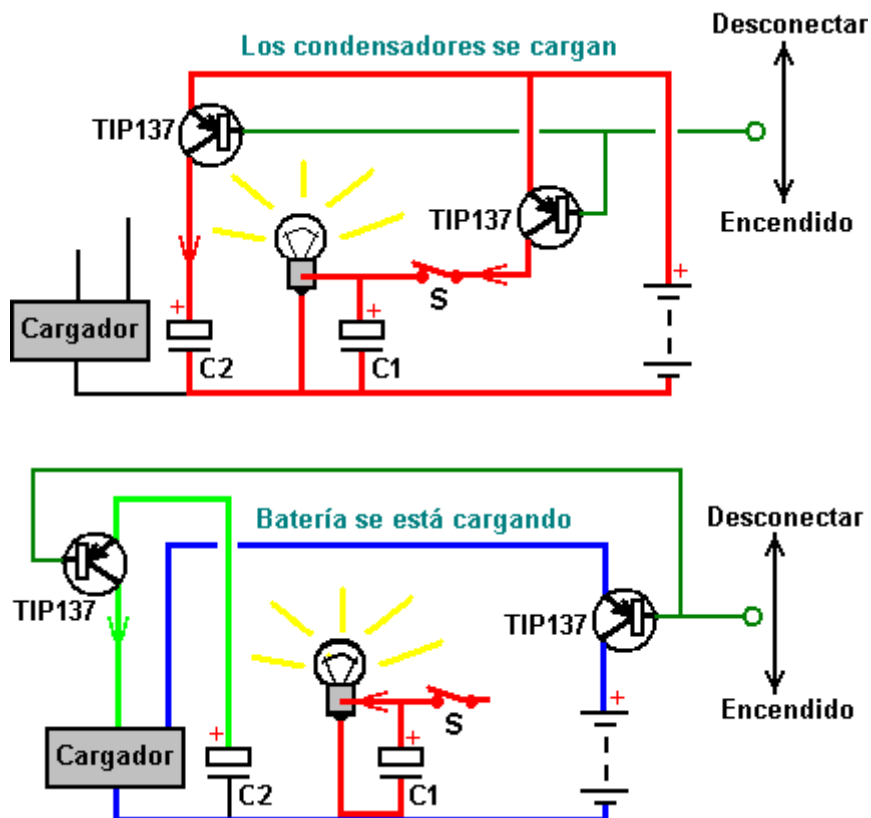 Los condensadores se cargan
Desconectar
TIP137
TIP137
Encendido
+
S
+
+
Cargador
C2
C1
Batería se está cargando
Desconectar
TIP137
TIP137
+
S
Encendido
+
+
Cargador
C2
C1